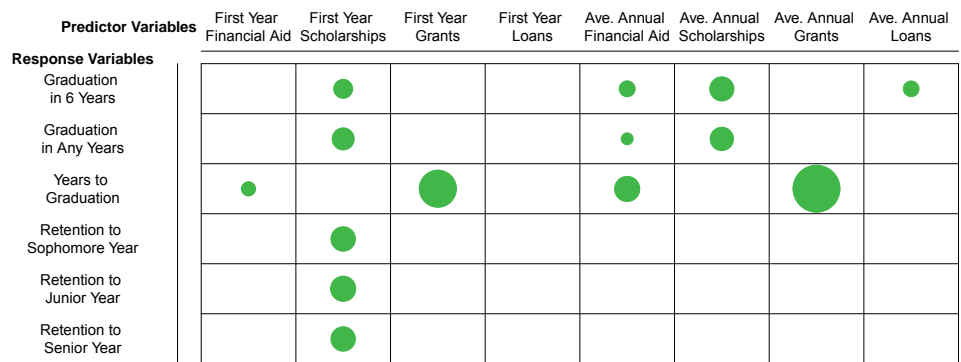 Predictor Variables
First Year
Financial Aid
First Year
Scholarships
First Year
Grants
First Year
Loans
Ave. Annual
Financial Aid
Ave. Annual
Scholarships
Ave. Annual
Grants
Ave. Annual
Loans
Response Variables
Graduation
in 6 Years
Graduation
in Any Years
Years to
Graduation
Retention to
Sophomore Year
Retention to
Junior Year
Retention to
Senior Year